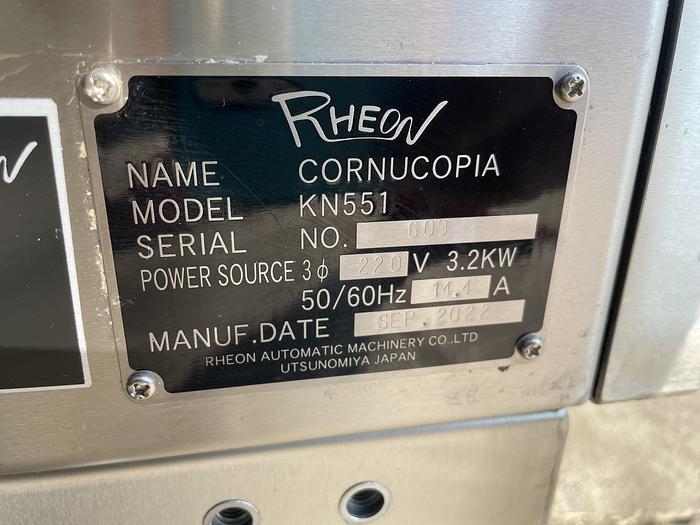 RHEON
NAME CORNUCOPIA
MODEL KN551
SERIAL NO. 609
POWER SOURCE 3ϕ 220 V 3.2KW
50/60Hz 14.4 A
MANUF.DATE SEP.2022
RHEON AUTOMATIC MACHINERY CO.,LTD
UTSUNOMIYA JAPAN